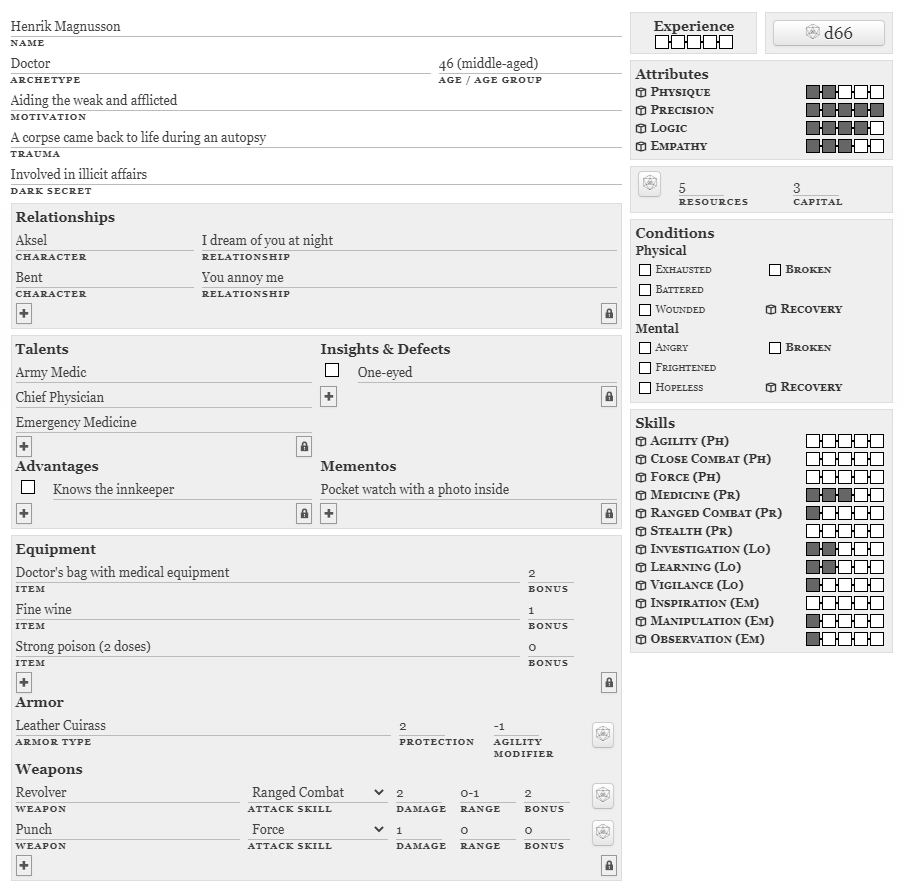 Henrik Magnusson
NAME
Doctor 46 (middle-aged)
ARCHETYPE AGE / AGE GROUP
Aiding the weak and afflicted
MOTIVATION
A corpse came back to life during an autopsy
TRAUMA
Involved in illicit affairs
DARK SECRET
Relationships
Aksel I dream of you at night
CHARACTER RELATIONSHIP
Bent You annoy me
CHARACTER RELATIONSHIP
+
Talents
Army Medic
Chief Physician
Emergency Medicine
+
Insights & Defects
One-eyed
+
Advantages
Knows the innkeeper
+
Mementos
Pocket watch with a photo inside
+
Equipment
Doctor's bag with medical equipment 2
ITEM BONUS
Fine wine 1
ITEM BONUS
Strong poison (2 doses) 0
ITEM BONUS
+
Armor
Leather Cuirass 2 -1
ARMOR TYPE PROTECTION AGILITY
MODIFIER
Weapons
Revolver Ranged Combat 2 0-1 2
WEAPON ATTACK SKILL DAMAGE RANGE BONUS
Punch Force 1 0 0
WEAPON ATTACK SKILL DAMAGE RANGE BONUS
+
Experience
d66
Attributes
PHYSIQUE
PRECISION
LOGIC
EMPATHY
5 3
RESOURCES CAPITAL
Conditions
Physical
EXHAUSTED BROKEN
BATTERED
WOUNDED RECOVERY
Mental
ANGRY BROKEN
FRIGHTENED
HOPELESS RECOVERY
Skills
AGILITY (PH)
CLOSE COMBAT (PH)
FORCE (PH)
MEDICINE (PR)
RANGED COMBAT (PR)
STEALTH (PR)
INVESTIGATION (LO)
LEARNING (LO)
VIGILANCE (LO)
INSPIRATION (EM)
MANIPULATION (EM)
OBSERVATION (EM)